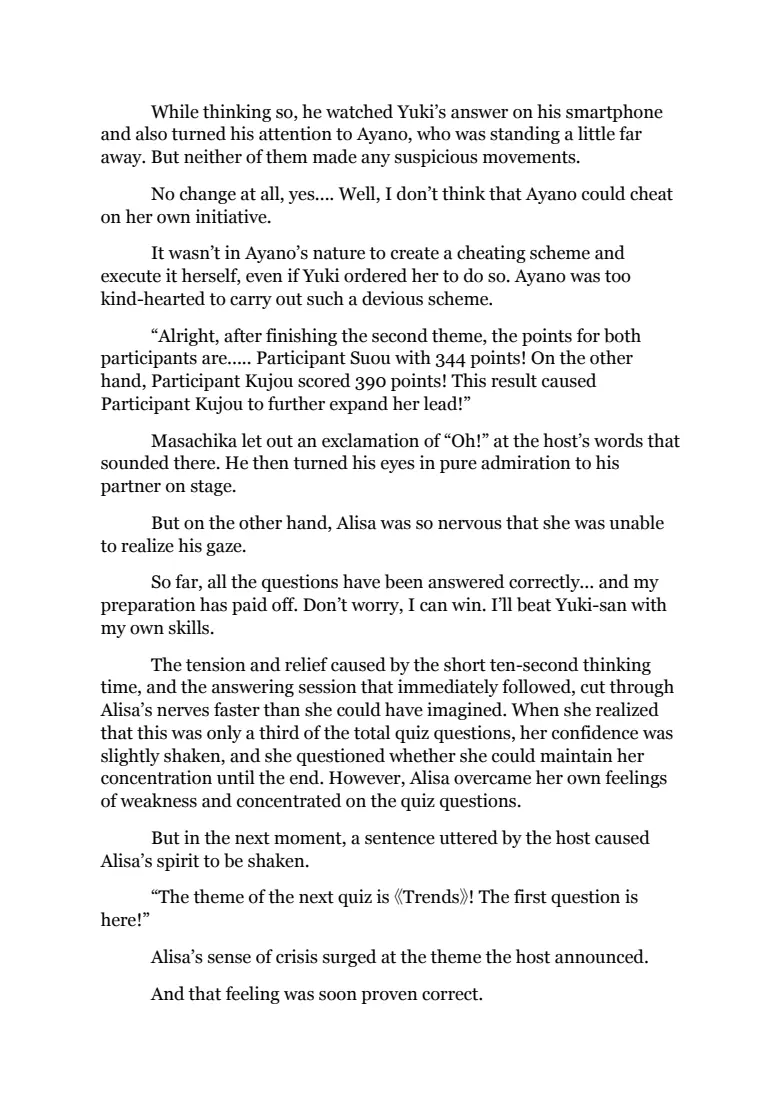 While thinking so, he watched Yuki’s answer on his smartphone
and also turned his attention to Ayano, who was standing a little far
away. But neither of them made any suspicious movements.
No change at all, yes.... Well, I don’t think that Ayano could cheat
on her own initiative.
It wasn’t in Ayano’s nature to create a cheating scheme and
execute it herself, even if Yuki ordered her to do so. Ayano was too
kind-hearted to carry out such a devious scheme.
“Alright, after finishing the second theme, the points for both
participants are..... Participant Suou with 344 points! On the other
hand, Participant Kujou scored 390 points! This result caused
Participant Kujou to further expand her lead!”
Masachika let out an exclamation of “Oh!” at the host’s words that
sounded there. He then turned his eyes in pure admiration to his
partner on stage.
But on the other hand, Alisa was so nervous that she was unable
to realize his gaze.
So far, all the questions have been answered correctly... and my
preparation has paid off. Don’t worry, I can win. I’ll beat Yuki-san with
my own skills.
The tension and relief caused by the short ten-second thinking
time, and the answering session that immediately followed, cut through
Alisa’s nerves faster than she could have imagined. When she realized
that this was only a third of the total quiz questions, her confidence was
slightly shaken, and she questioned whether she could maintain her
concentration until the end. However, Alisa overcame her own feelings
of weakness and concentrated on the quiz questions.
But in the next moment, a sentence uttered by the host caused
Alisa’s spirit to be shaken.
“The theme of the next quiz is 《Trends》! The first question is
here!”
Alisa’s sense of crisis surged at the theme the host announced.
And that feeling was soon proven correct.